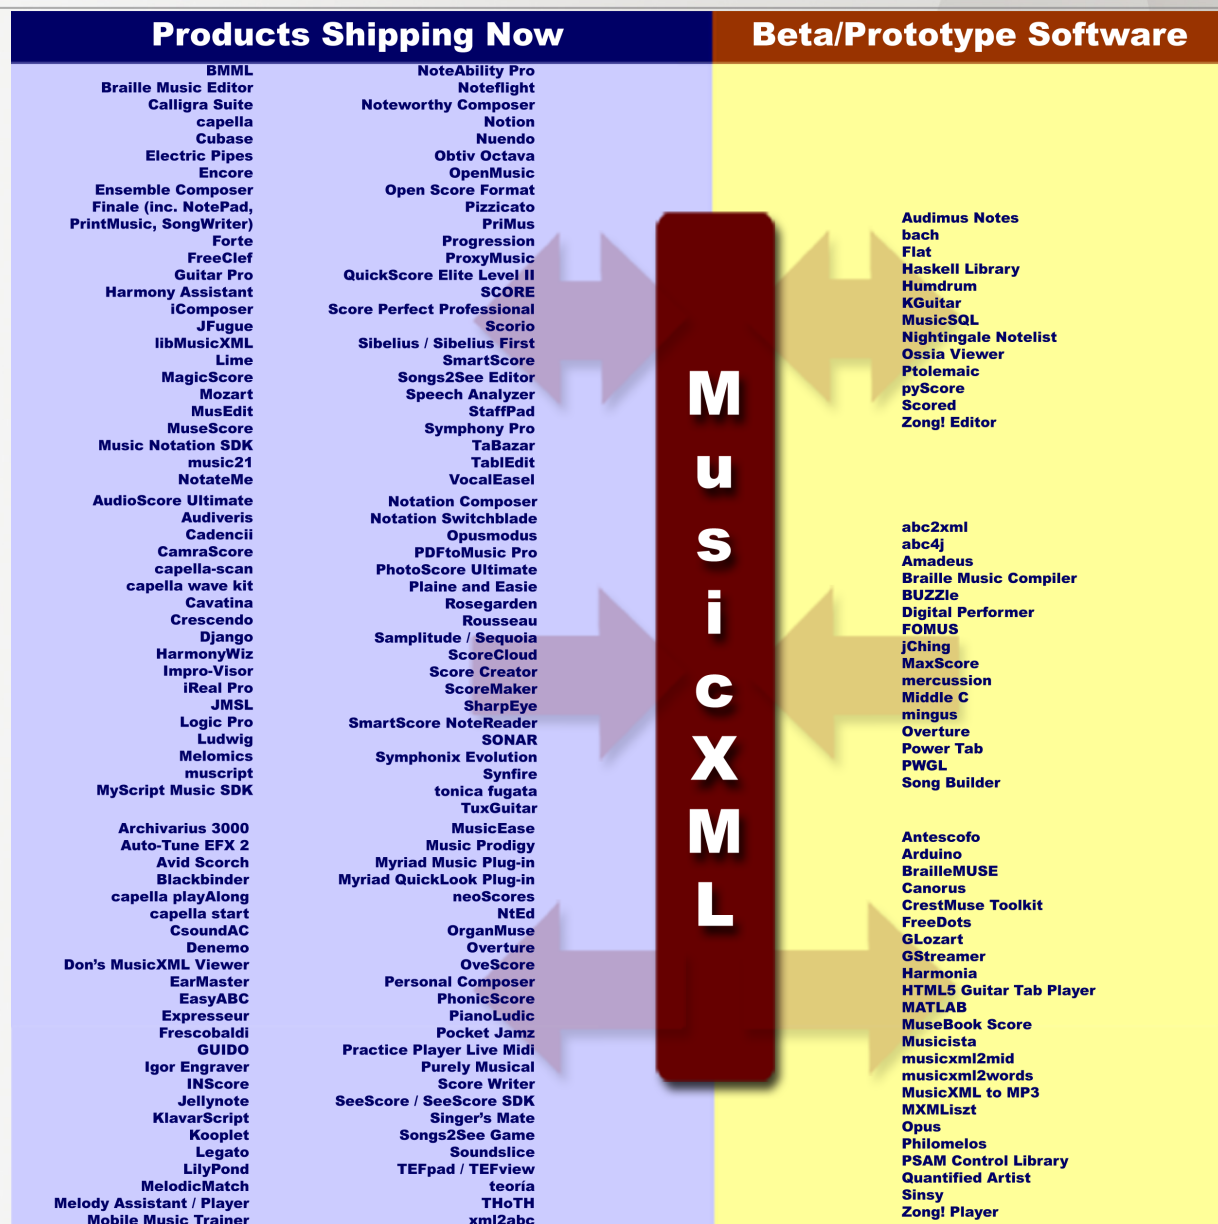 Products Shipping Now
Beta/Prototype Software
BMML
Braille Music Editor
Calligra Suite
capella
Cubase
Electric Pipes
Encore
Ensemble Composer
Finale (inc. NotePad,
PrintMusic, SongWriter)
Forte
FreeClef
Guitar Pro
Harmony Assistant
iComposer
JFugue
libMusicXML
Lime
MagicScore
Mozart
MusEdit
MuseScore
Music Notation SDK
music21
NotateMe
NoteAbility Pro
Noteflight
Noteworthy Composer
Notion
Nuendo
Obtiv Octava
OpenMusic
Open Score Format
Pizzicato
PriMus
Progression
ProxyMusic
QuickScore Elite Level II
SCORE
Score Perfect Professional
Scorio
Sibelius / Sibelius First
SmartScore
Songs2See Editor
Speech Analyzer
StaffPad
Symphony Pro
TaBazar
TablEdit
VocalEasel
AudioScore Ultimate
Audiveris
Cadencii
CamraScore
capella-scan
capella wave kit
Cavatina
Crescendo
Django
HarmonyWiz
Impro-Visor
iReal Pro
JMSL
Logic Pro
Ludwig
Melomics
muscript
MyScript Music SDK
Notation Composer
Notation Switchblade
Opusmodus
PDFtoMusic Pro
PhotoScore Ultimate
Plaine and Easie
Rosegarden
Rousseau
Samplitude / Sequoia
ScoreCloud
Score Creator
ScoreMaker
SharpEye
SmartScore NoteReader
SONAR
Symphonix Evolution
Synfire
tonica fugata
TuxGuitar
Archivarius 3000
Auto-Tune EFX 2
Avid Scorch
Blackbinder
capella playAlong
capella start
CsoundAC
Denemo
Don's MusicXML Viewer
EarMaster
EasyABC
Expresseur
Frescobaldi
GUIDO
Igor Engraver
INScore
Jellynote
KlavarScript
Kooplet
Legato
LilyPond
MelodicMatch
Melody Assistant / Player
Mobile Music Trainer
MusicEase
Music Prodigy
Myriad Music Plug-in
Myriad QuickLook Plug-in
neoScores
NtEd
OrganMuse
Overture
OveScore
Personal Composer
PhonicScore
PianoLudic
Pocket Jamz
Practice Player Live Midi
Purely Musical
Score Writer
SeeScore / SeeScore SDK
Singer's Mate
Songs2See Game
Soundslice
TEFpad / TEFview
teoría
THoTH
xml2abc
M
u
s
i
c
X
M
L
Audimus Notes
bach
Flat
Haskell Library
Humdrum
KGuitar
MusicSQL
Nightingale Notelist
Ossia Viewer
Ptolemaic
pyScore
Scored
Zong! Editor
abc2xml
abc4j
Amadeus
Braille Music Compiler
BUZZle
Digital Performer
FOMUS
jChing
MaxScore
mercussion
Middle C
mingus
Overture
Power Tab
PWGL
Song Builder
Antescofo
Arduino
BrailleMUSE
Canorus
CrestMuse Toolkit
FreeDots
GLozart
GStreamer
Harmonia
HTML5 Guitar Tab Player
MATLAB
MuseBook Score
Musicista
musicxml2mid
musicxml2words
MusicXML to MP3
MXMLiszt
Opus
Philomelos
PSAM Control Library
Quantified Artist
Sinsy
Zong! Player